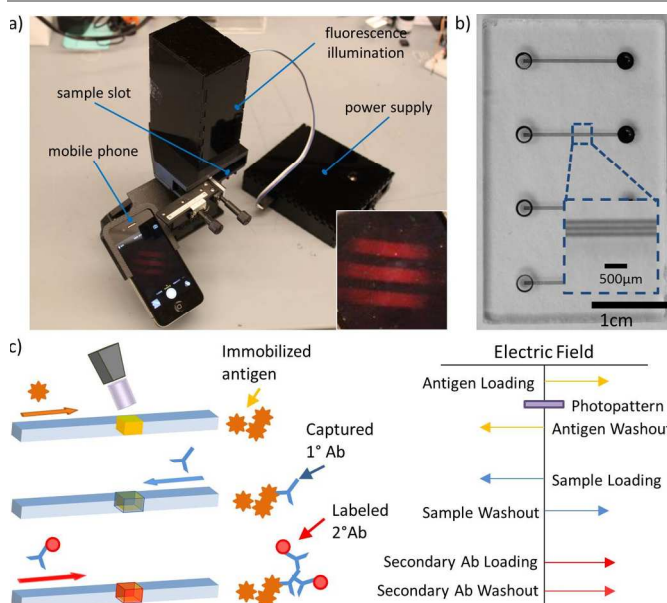 a)
fluorescence
illumination
sample slot
power supply
mobile phone
b)
500µm
1cm
c)
Immobilized
antigen
Captured
1° Ab
Labeled
2°Ab
Electric Field
Antigen Loading
Photopattern
Antigen Washout
Sample Loading
Sample Washout
Secondary Ab Loading
Secondary Ab Washout